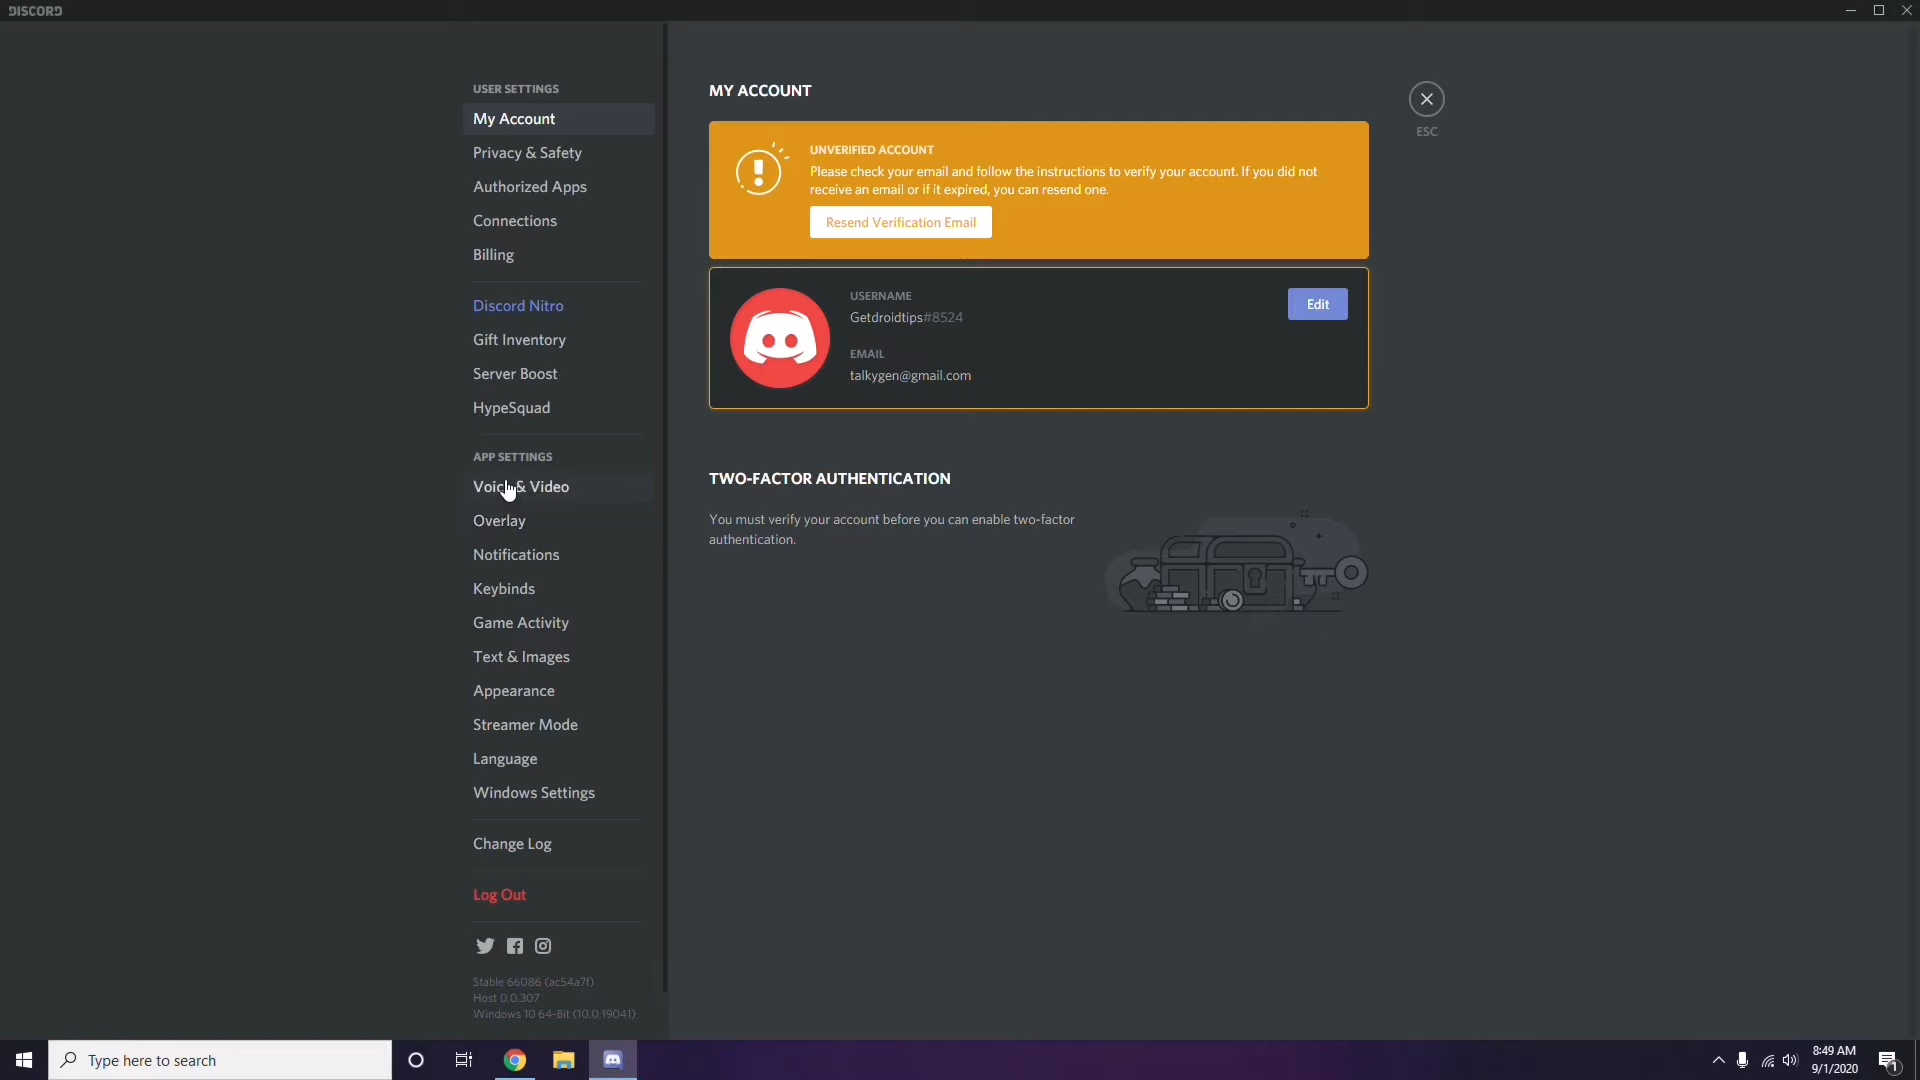 DISCORD
USER SETTINGS
My Account
Privacy & Safety
Authorized Apps
Connections
Billing
Discord Nitro
Gift Inventory
Server Boost
HypeSquad
APP SETTINGS
Voice & Video
Overlay
Notifications
Keybinds
Game Activity
Text & Images
Appearance
Streamer Mode
Language
Windows Settings
Change Log
Log Out
Stable 66086 (ac54a7f)
Host 0.0.307
Windows 10 64-Bit (10.0.19041)
MY ACCOUNT
ESC
UNVERIFIED ACCOUNT
Please check your email and follow the instructions to verify your account. If you did not
receive an email or if it expired, you can resend one.
Resend Verification Email
USERNAME
Getdroidtips#8524
Edit
EMAIL
talkygen@gmail.com
TWO-FACTOR AUTHENTICATION
You must verify your account before you can enable two-factor
authentication.
Type here to search
8:49 AM
9/1/2020
1